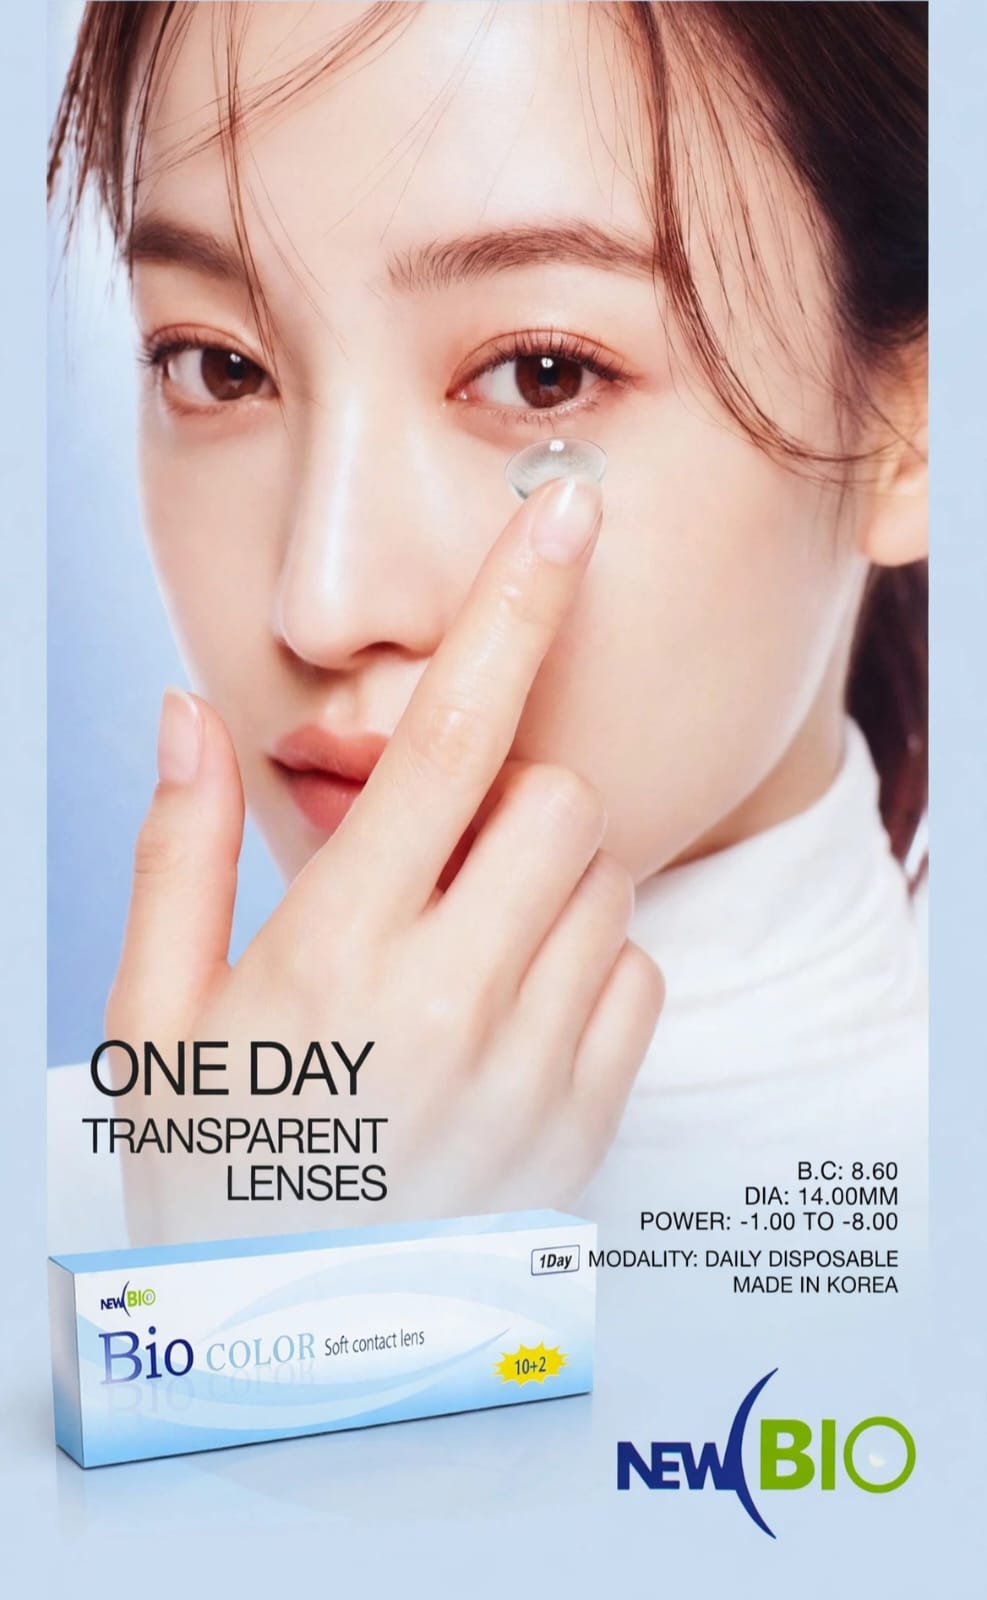 ONE DAY
TRANSPARENT
LENSES
B.C: 8.60
DIA: 14.00MM
POWER: -1.00 TO -8.00
MODALITY: DAILY DISPOSABLE
MADE IN KOREA
1Day
NEW BIO
Bio COLOR Soft contact lens
10+2
NEW BIO